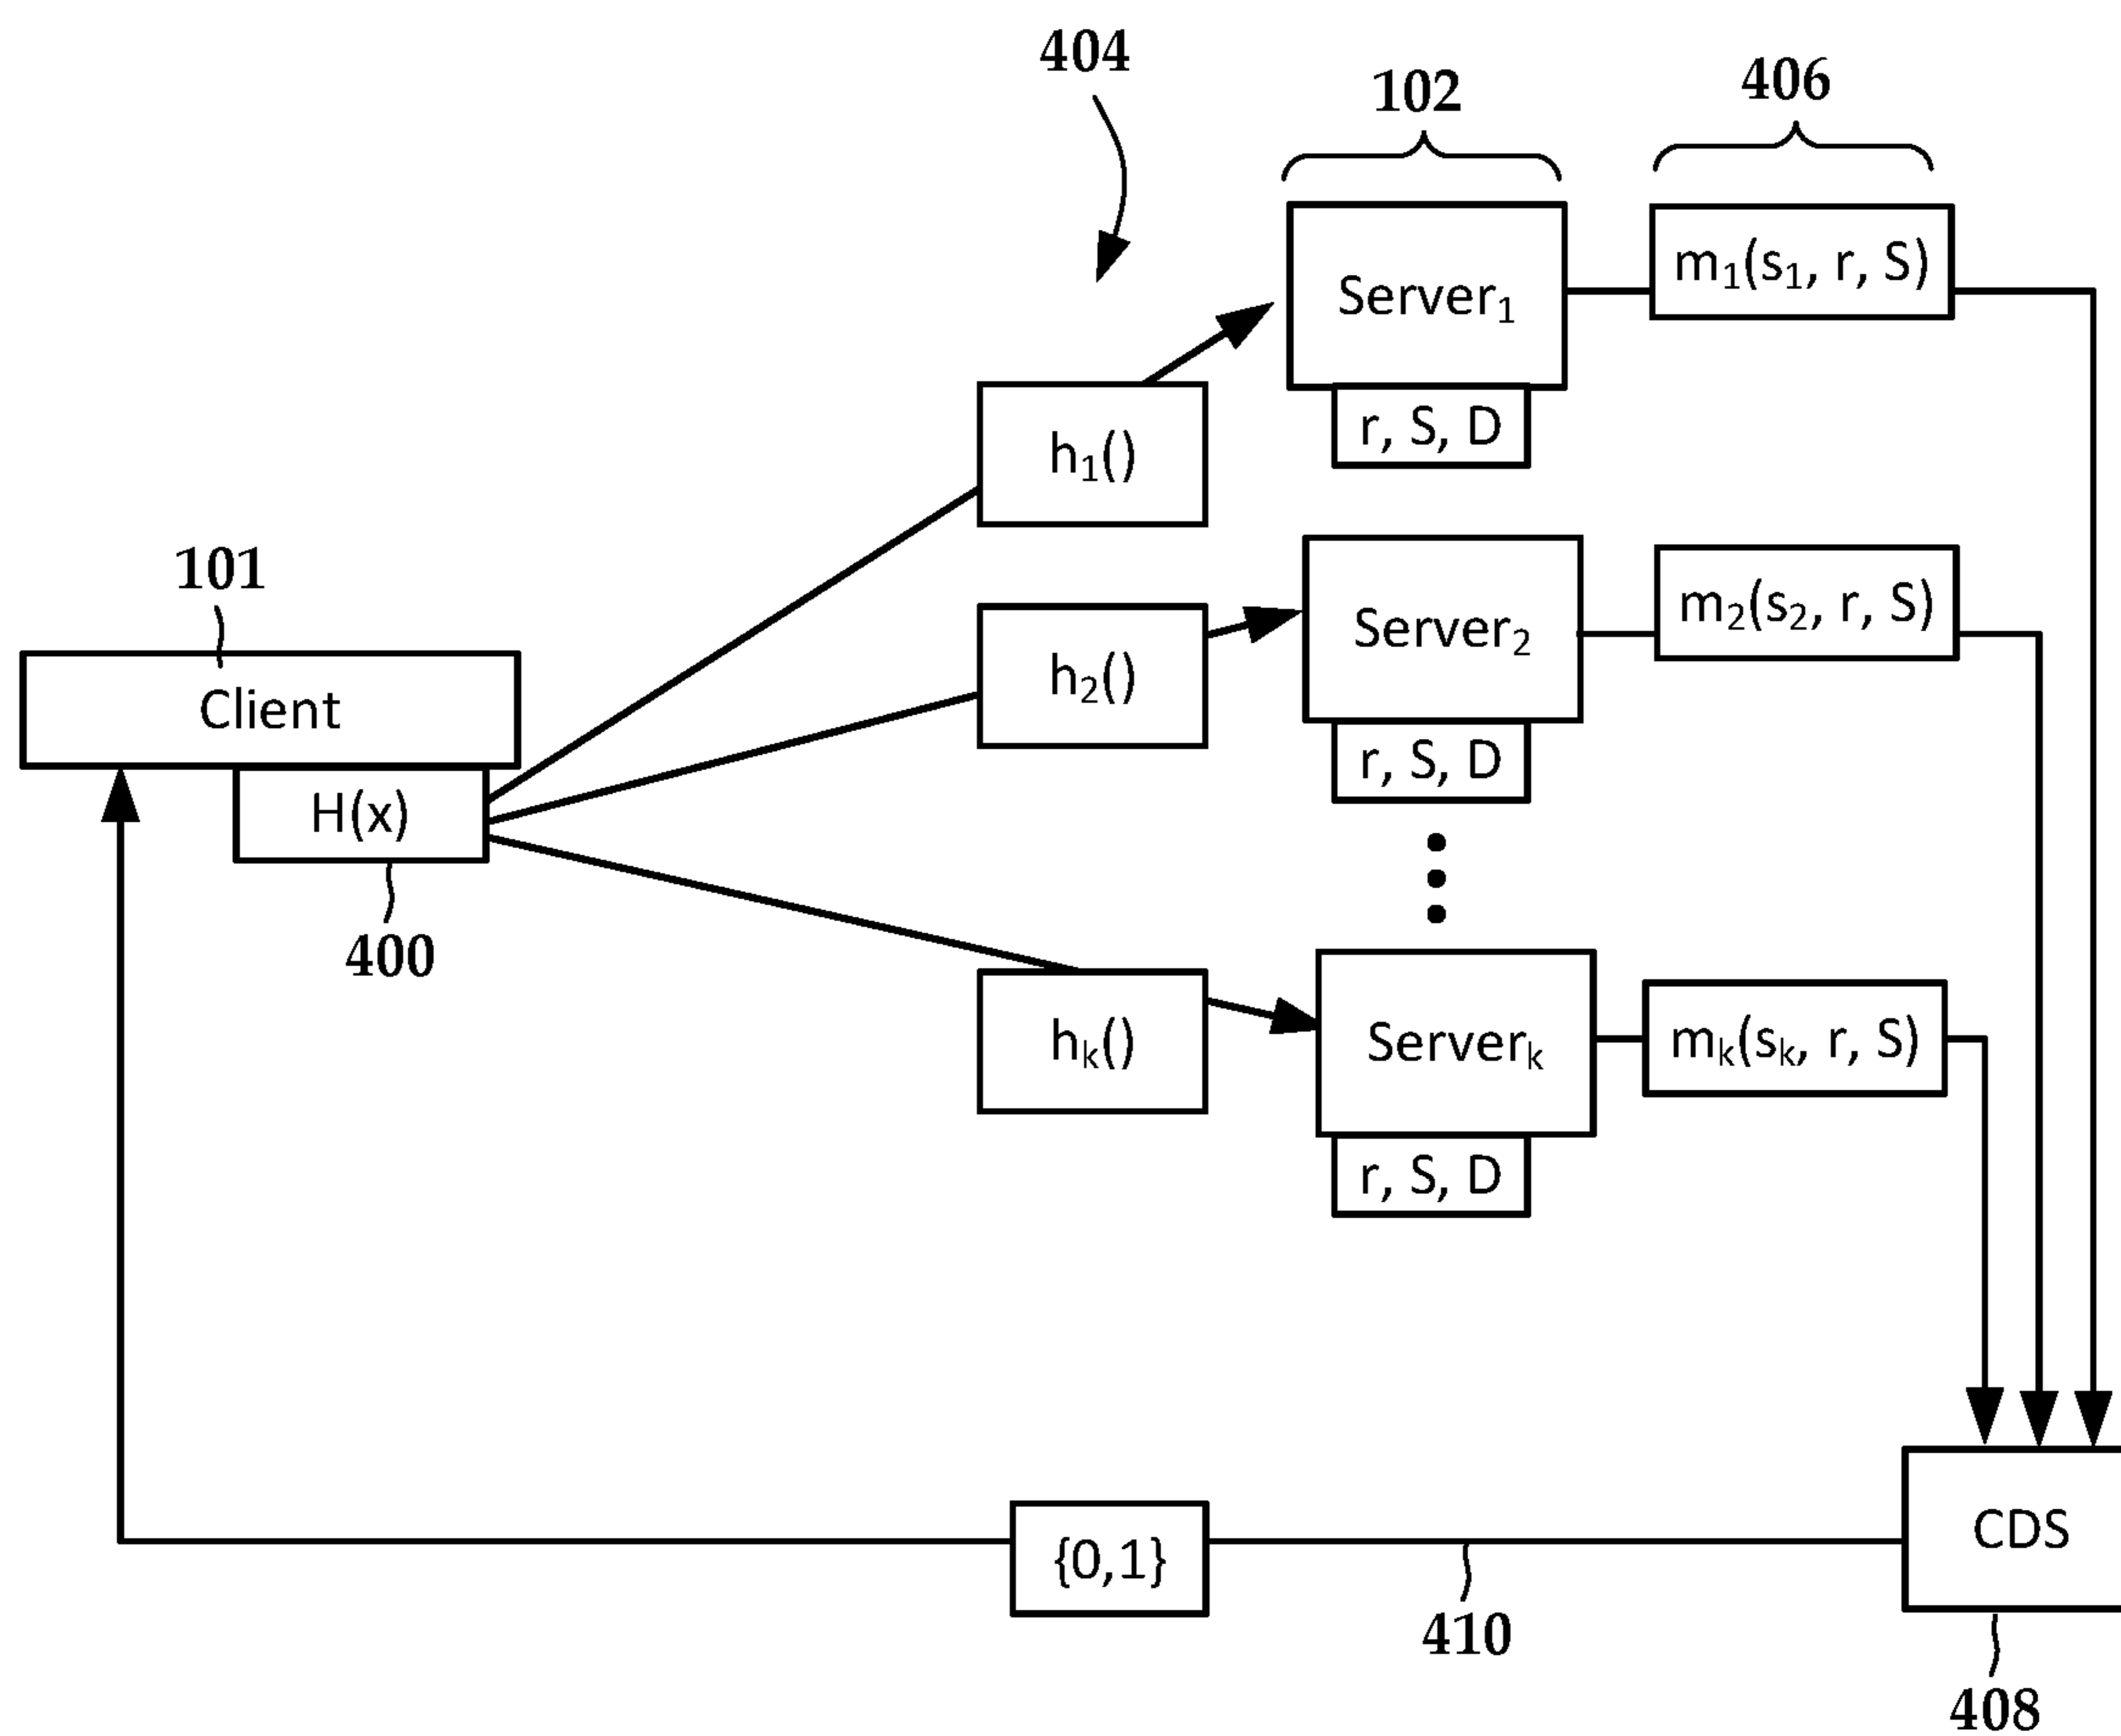 404
102
406
Server₁
m₁(s₁, r, S)
r, S, D
h₁()
101
Client
H(x)
400
h₂()
Server₂
m₂(s₂, r, S)
r, S, D
hₖ()
Serverₖ
mₖ(sₖ, r, S)
r, S, D
{0,1}
410
CDS
408